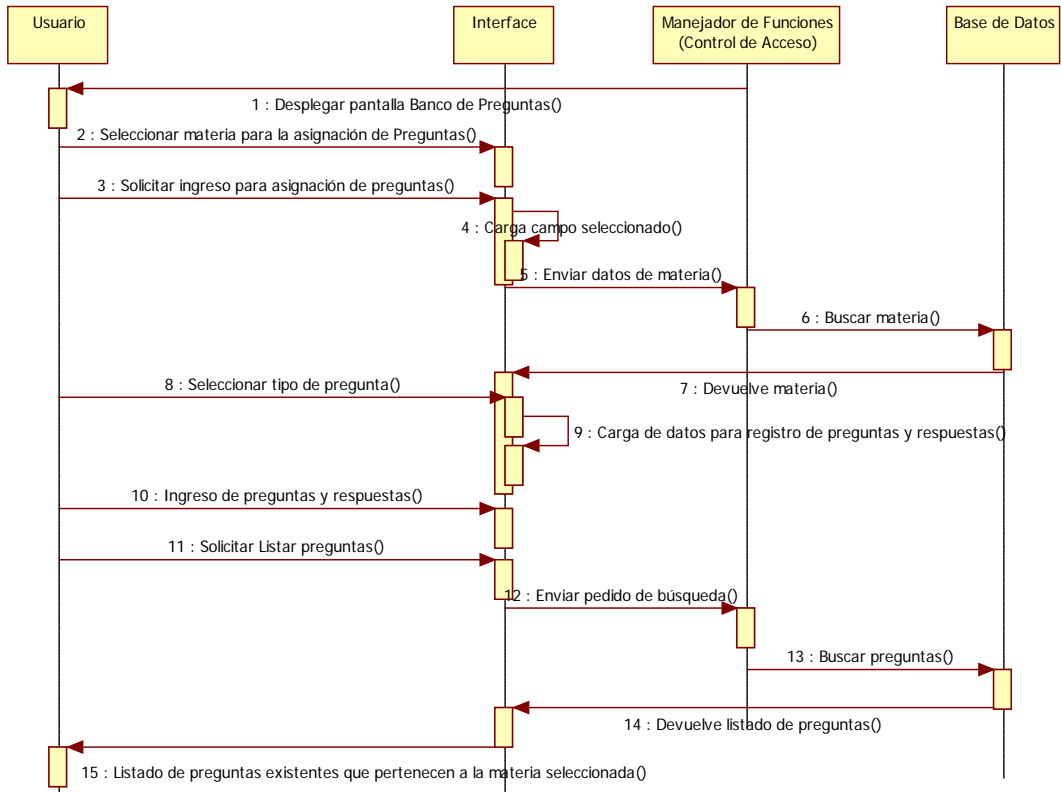 Usuario
Interface
Manejador de Funciones
(Control de Acceso)
Base de Datos
1 : Desplegar pantalla Banco de Preguntas()
2 : Seleccionar materia para la asignación de Preguntas()
3 : Solicitar ingreso para asignación de preguntas()
4 : Carga campo seleccionado()
5 : Enviar datos de materia()
6 : Buscar materia()
7 : Devuelve materia()
8 : Seleccionar tipo de pregunta()
9 : Carga de datos para registro de preguntas y respuestas()
10 : Ingreso de preguntas y respuestas()
11 : Solicitar Listar preguntas()
12 : Enviar pedido de búsqueda()
13 : Buscar preguntas()
14 : Devuelve listado de preguntas()
15 : Listado de preguntas existentes que pertenecen a la materia seleccionada()